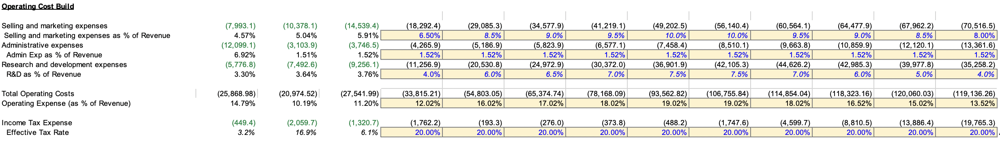 Operating Cost Build
Selling and marketing expenses (7,993.1) (10,378.1) (14,539.4) (18,292.4) (29,085.3) (34,577.9) (41,219.1) (49,202.5) (56,140.4) (60,564.1) (64,477.9) (67,962.2) (70,516.5)
Selling and marketing expenses as % of Revenue 4.57% 5.04% 5.91% 6.50% 8.5% 9.0% 9.5% 10.0% 10.0% 9.5% 9.0% 8.5% 8.00%
Administrative expenses (12,099.1) (3,103.9) (3,746.5) (4,265.9) (5,186.9) (5,823.9) (6,577.1) (7,458.4) (8,510.1) (9,663.8) (10,859.9) (12,120.1) (13,361.6)
Admin Exp as % of Revenue 6.92% 1.51% 1.52% 1.52% 1.52% 1.52% 1.52% 1.52% 1.52% 1.52% 1.52% 1.52% 1.52%
Research and development expenses (5,776.8) (7,492.6) (9,256.1) (11,256.9) (20,530.8) (24,972.9) (30,372.0) (36,901.9) (42,105.3) (44,626.2) (42,985.3) (39,977.8) (35,258.2)
R&D as % of Revenue 3.30% 3.64% 3.76% 4.0% 6.0% 6.5% 7.0% 7.5% 7.5% 7.0% 6.0% 5.0% 4.0%
Total Operating Costs (25,868.98) (20,974.52) (27,541.99) (33,815.21) (54,803.05) (65,374.74) (78,168.09) (93,562.82) (106,755.84) (114,854.04) (118,323.16) (120,060.03) (119,136.26)
Operating Expense (as % of Revenue) 14.79% 10.19% 11.20% 12.02% 16.02% 17.02% 18.02% 19.02% 19.02% 18.02% 16.52% 15.02% 13.52%
Income Tax Expense (449.4) (2,059.7) (1,320.7) (1,762.2) (193.3) (276.0) (373.8) (488.2) (1,747.6) (4,599.7) (8,810.5) (13,886.4) (19,765.3)
Effective Tax Rate 3.2% 16.9% 6.1% 20.00% 20.00% 20.00% 20.00% 20.00% 20.00% 20.00% 20.00% 20.00% 20.00%